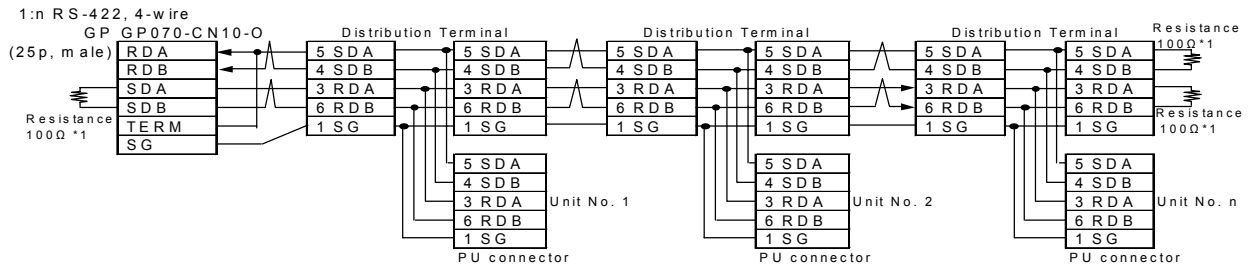 1:n RS-422, 4-wire
GP GP070-CN10-O
(25p, male)
RDA
RDB
SDA
SDB
TERM
SG
Resistance
100Ω *1
Distribution Terminal
5 SDA
4 SDB
3 RDA
6 RDB
1 SG
5 SDA
4 SDB
3 RDA
6 RDB
1 SG
Distribution Terminal
5 SDA
4 SDB
3 RDA
6 RDB
1 SG
5 SDA
4 SDB
3 RDA
6 RDB
1 SG
Distribution Terminal
5 SDA
4 SDB
3 RDA
6 RDB
1 SG
5 SDA
4 SDB
3 RDA
6 RDB
1 SG
Resistance
100Ω*1
Resistance
100Ω*1
5 SDA
4 SDB
3 RDA
6 RDB
1 SG
Unit No. 1
PU connector
5 SDA
4 SDB
3 RDA
6 RDB
1 SG
Unit No. 2
PU connector
5 SDA
4 SDB
3 RDA
6 RDB
1 SG
Unit No. n
PU connector